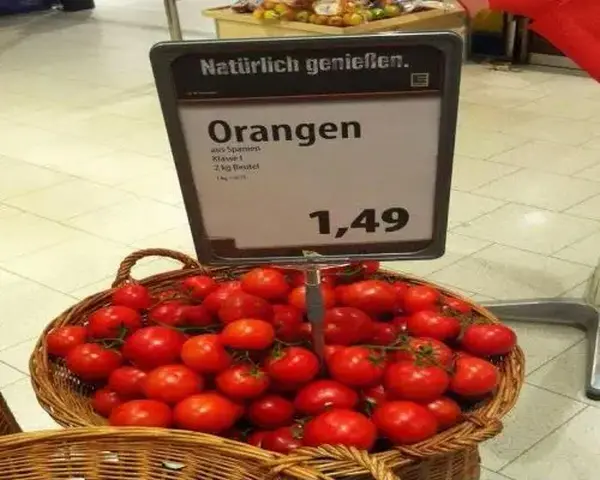 Natürlich genießen.
Orangen
aus Spanien
Klasse I
2 kg Beutel
1,49